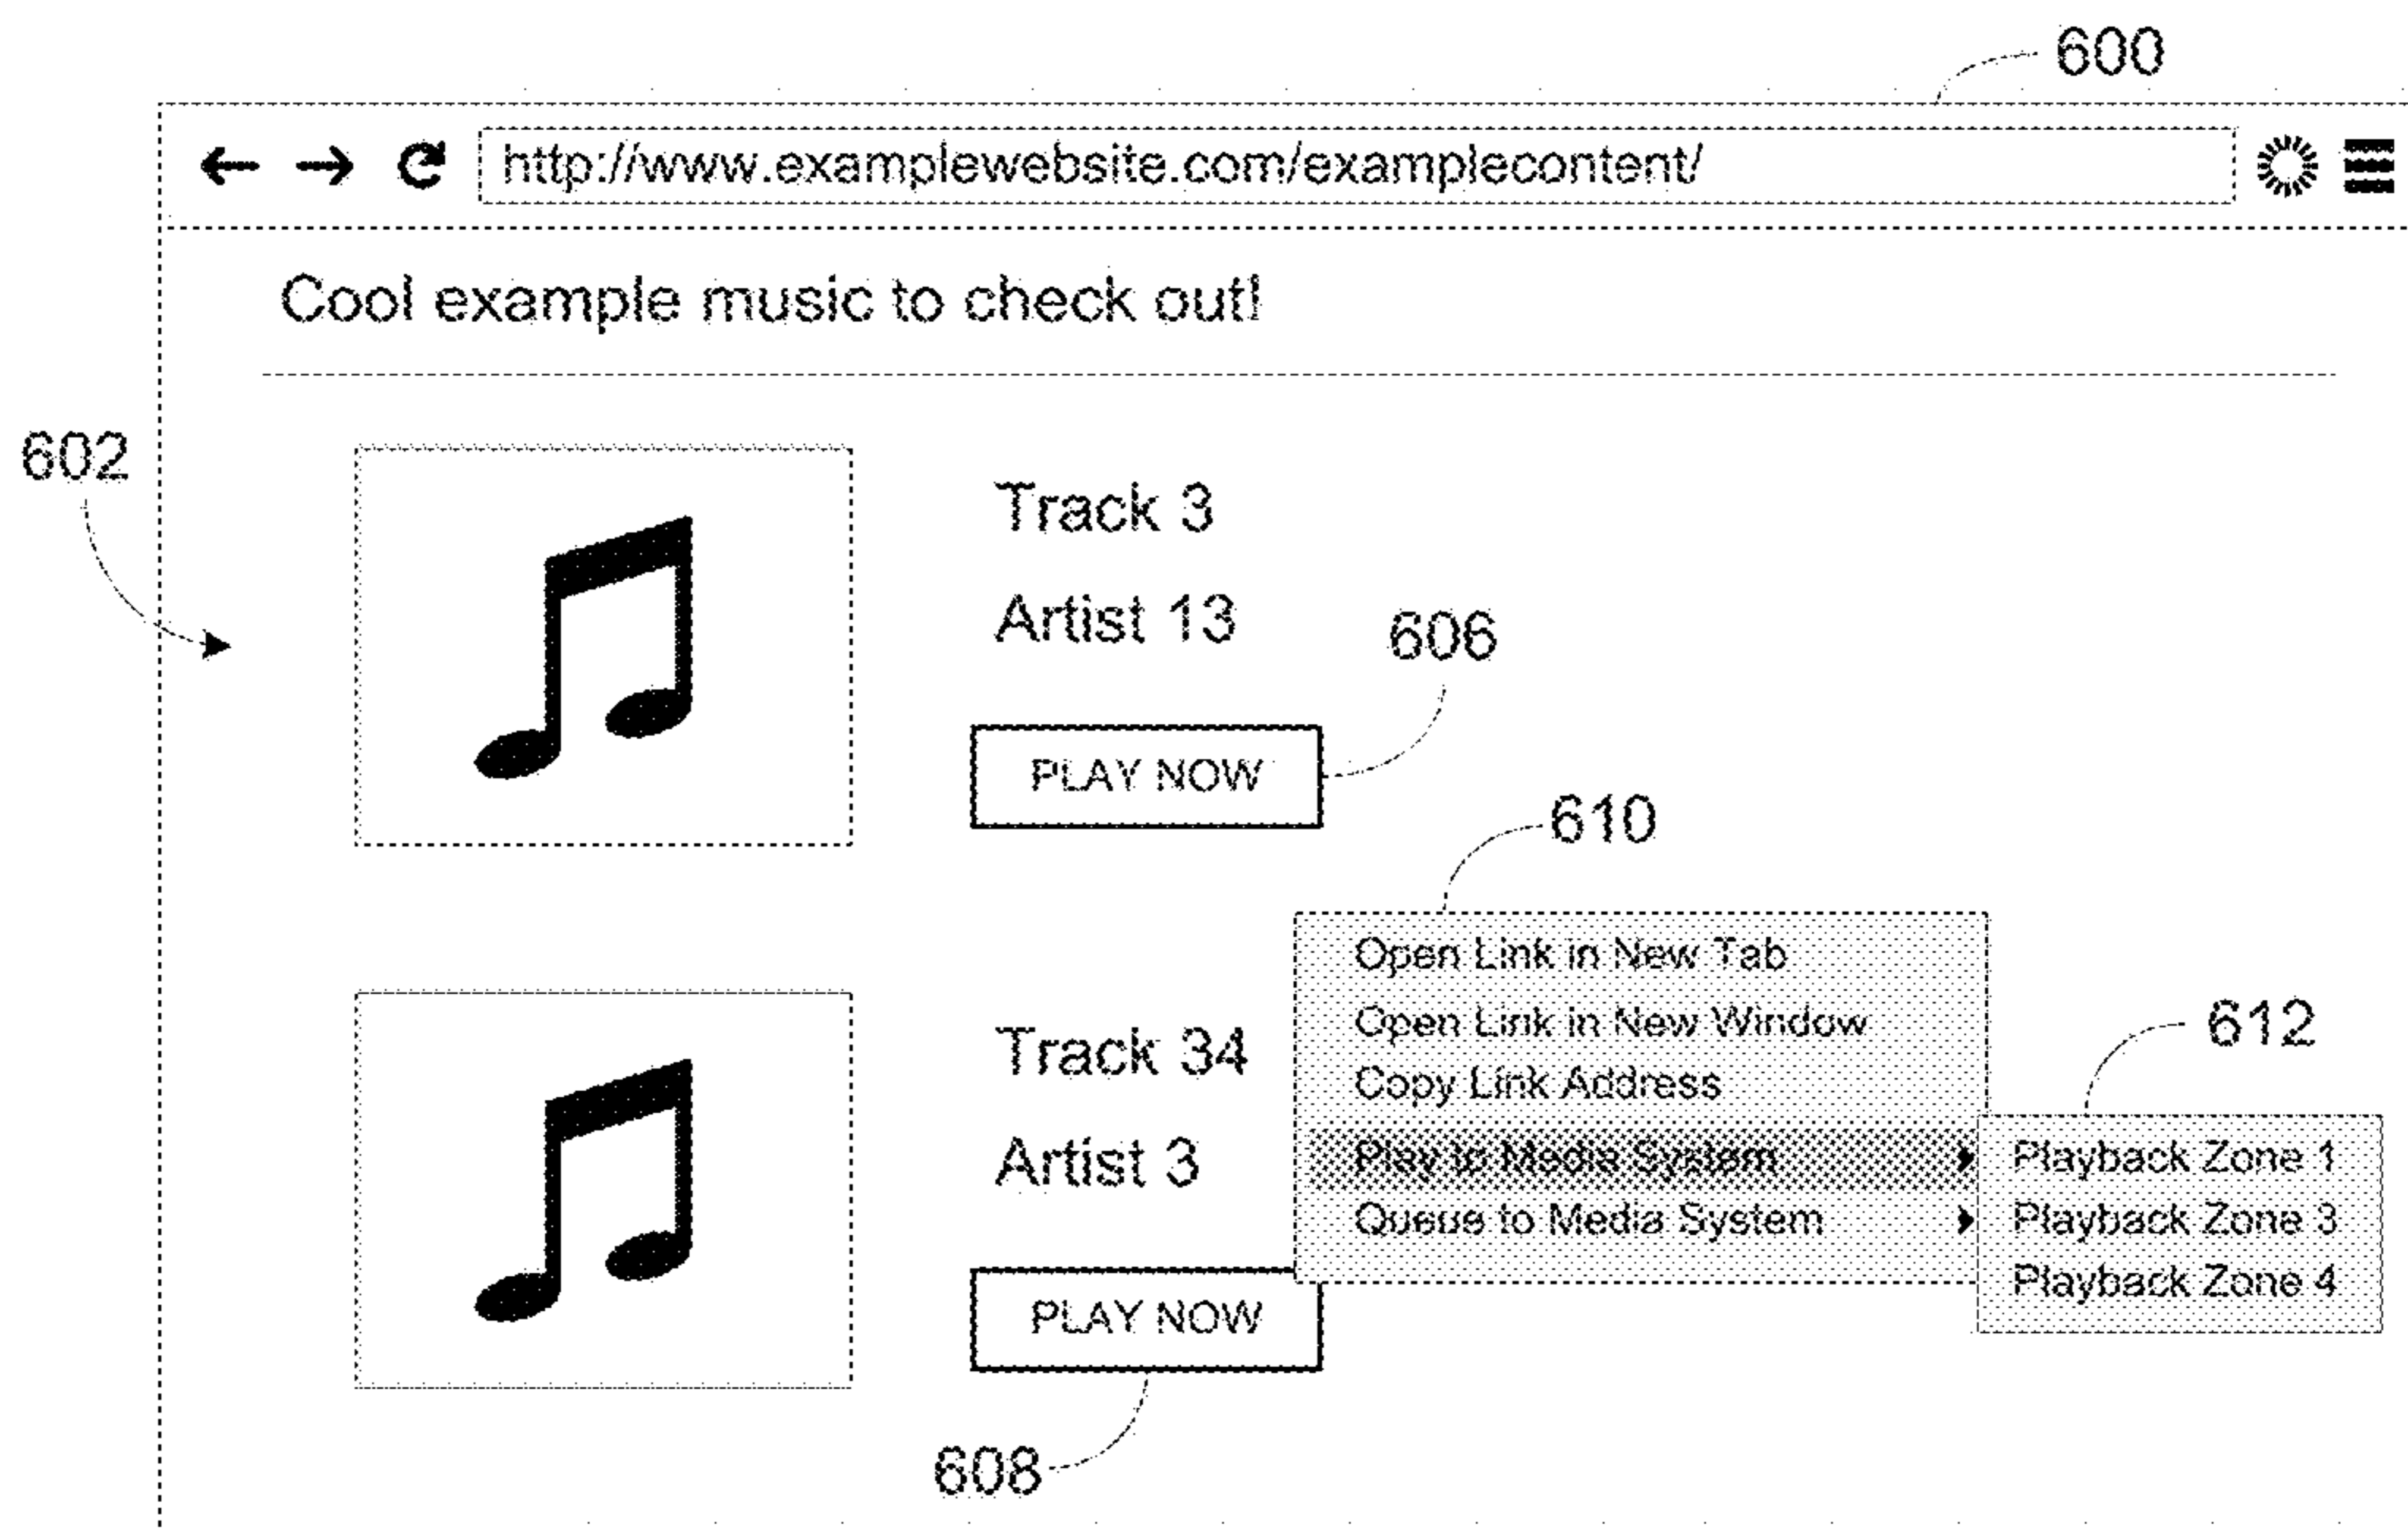 600
http://www.examplewebsite.com/examplecontent/
Cool example music to check out!
602
Track 3
Artist 13
606
PLAY NOW
610
Open Link in New Tab
Open Link in New Window
Copy Link Address
Play to Media System
Queue to Media System
612
Playback Zone 1
Playback Zone 3
Playback Zone 4
Track 34
Artist 3
PLAY NOW
608